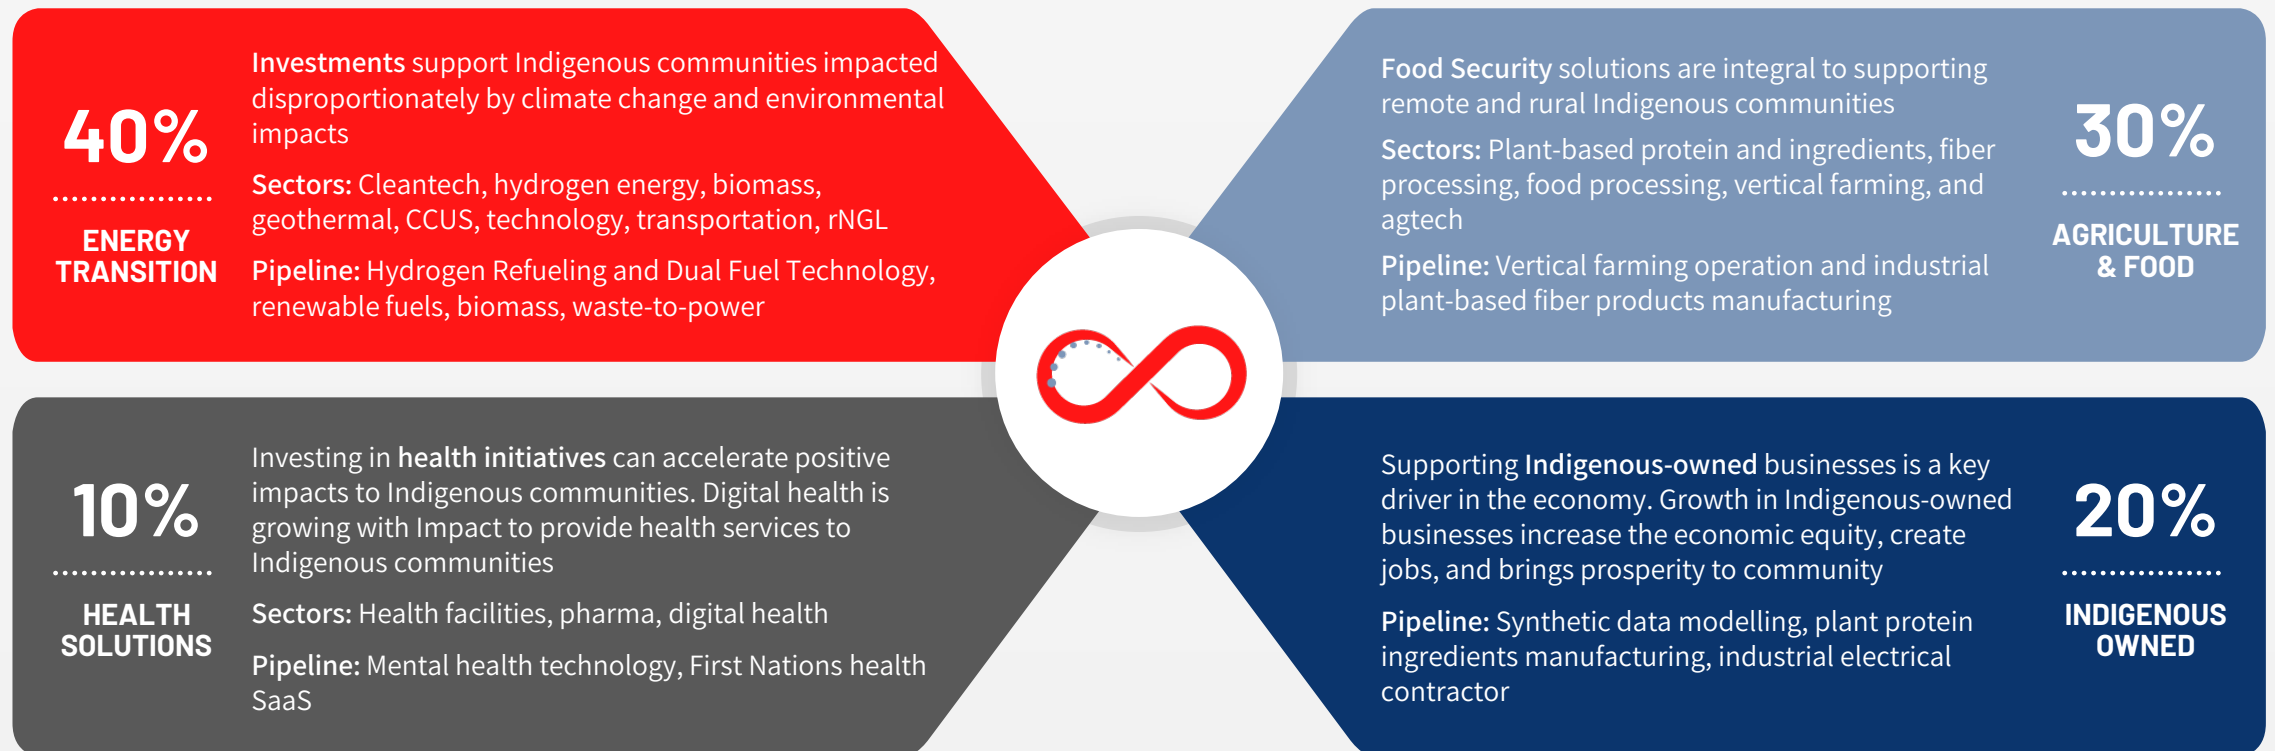 40%
ENERGY
TRANSITION
Investments support Indigenous communities impacted
disproportionately by climate change and environmental
impacts
Sectors: Cleantech, hydrogen energy, biomass,
geothermal, CCUS, technology, transportation, rNGL
Pipeline: Hydrogen Refueling and Dual Fuel Technology,
renewable fuels, biomass, waste-to-power
Food Security solutions are integral to supporting
remote and rural Indigenous communities
Sectors: Plant-based protein and ingredients, fiber
processing, food processing, vertical farming, and
agtech
Pipeline: Vertical farming operation and industrial
plant-based fiber products manufacturing
30%
AGRICULTURE
& FOOD
10%
HEALTH
SOLUTIONS
Investing in health initiatives can accelerate positive
impacts to Indigenous communities. Digital health is
growing with Impact to provide health services to
Indigenous communities
Sectors: Health facilities, pharma, digital health
Pipeline: Mental health technology, First Nations health
SaaS
Supporting Indigenous-owned businesses is a key
driver in the economy. Growth in Indigenous-owned
businesses increase the economic equity, create
jobs, and brings prosperity to community
Pipeline: Synthetic data modelling, plant protein
ingredients manufacturing, industrial electrical
contractor
20%
INDIGENOUS
OWNED